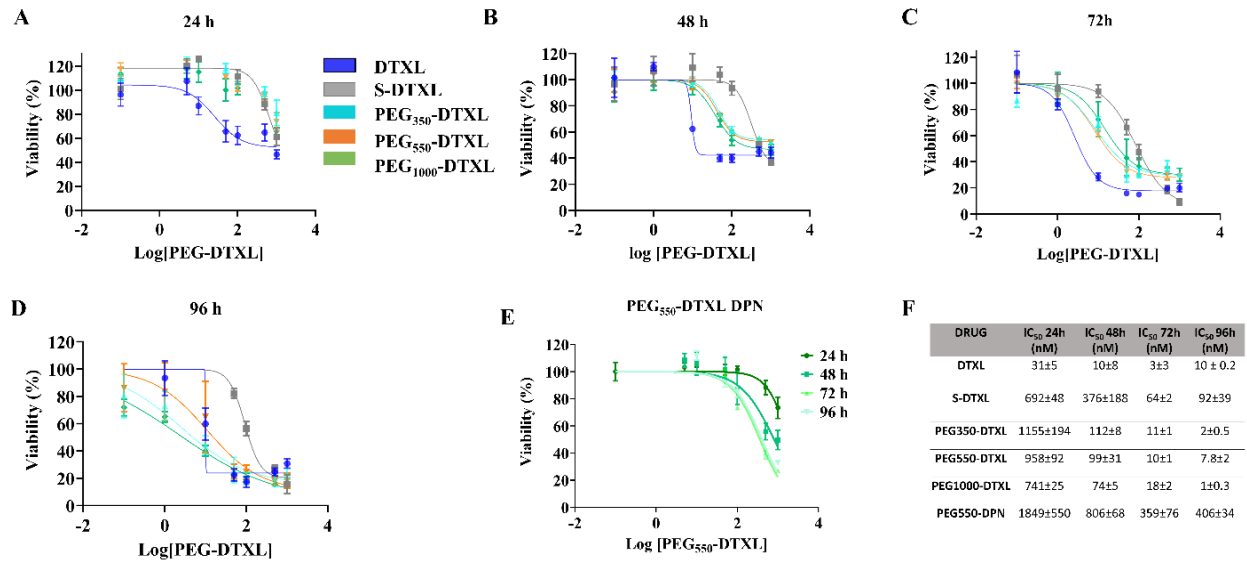 A
24 h
Viability (%)
120
100
80
60
40
20
0
-2
0
2
4
Log[PEG-DTXL]
DTXL
S-DTXL
PEG350-DTXL
PEG550-DTXL
PEG1000-DTXL
B
48 h
Viability (%)
120
100
80
60
40
20
0
-2
0
2
4
log [PEG-DTXL]
C
72h
Viability (%)
120
100
80
60
40
20
0
-2
0
2
4
Log[PEG-DTXL]
D
96 h
Viability (%)
120
100
80
60
40
20
0
-2
0
2
4
Log[PEG-DTXL]
E
PEG550-DTXL DPN
Viability (%)
120
100
80
60
40
20
0
-2
0
2
4
Log [PEG550-DTXL]
24 h
48 h
72 h
96 h
F
DRUG IC50 24h (nM) IC50 48h (nM) IC50 72h (nM) IC50 96h (nM)
DTXL 31±5 10±8 3±3 10 ± 0.2
S-DTXL 692±48 376±188 64±2 92±39
PEG350-DTXL 1155±194 112±8 11±1 2±0.5
PEG550-DTXL 958±92 99±31 10±1 7.8±2
PEG1000-DTXL 741±25 74±5 18±2 1±0.3
PEG550-DPN 1849±550 806±68 359±76 406±34